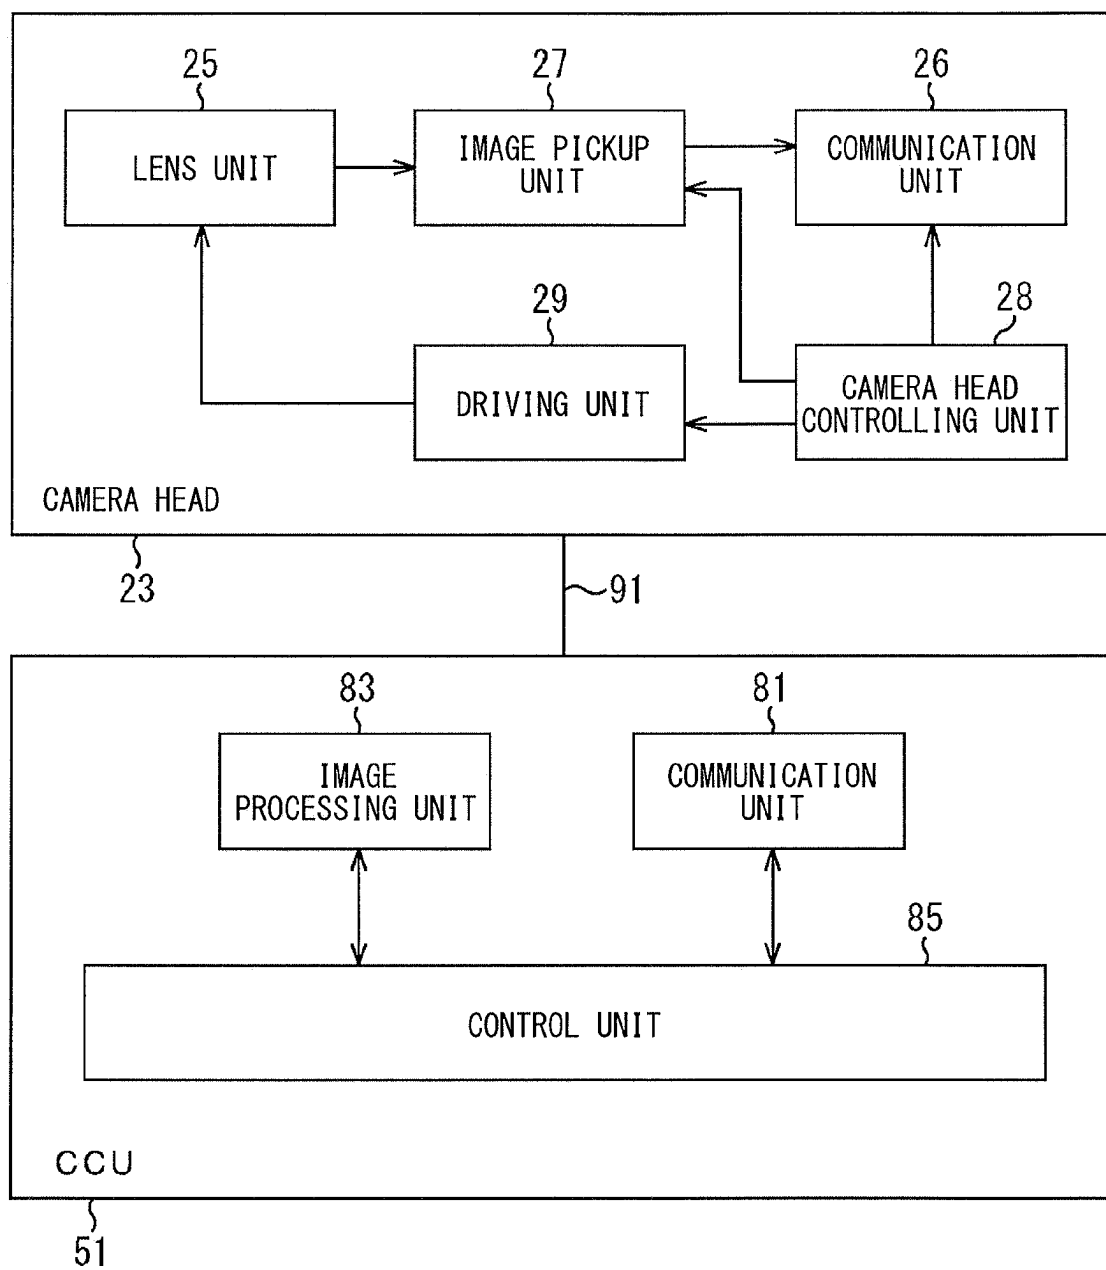 25
27
26
LENS UNIT
IMAGE PICKUP
UNIT
COMMUNICATION
UNIT
29
28
DRIVING UNIT
CAMERA HEAD
CONTROLLING UNIT
CAMERA HEAD
23
91
83
81
IMAGE
PROCESSING UNIT
COMMUNICATION
UNIT
85
CONTROL UNIT
CCU
51